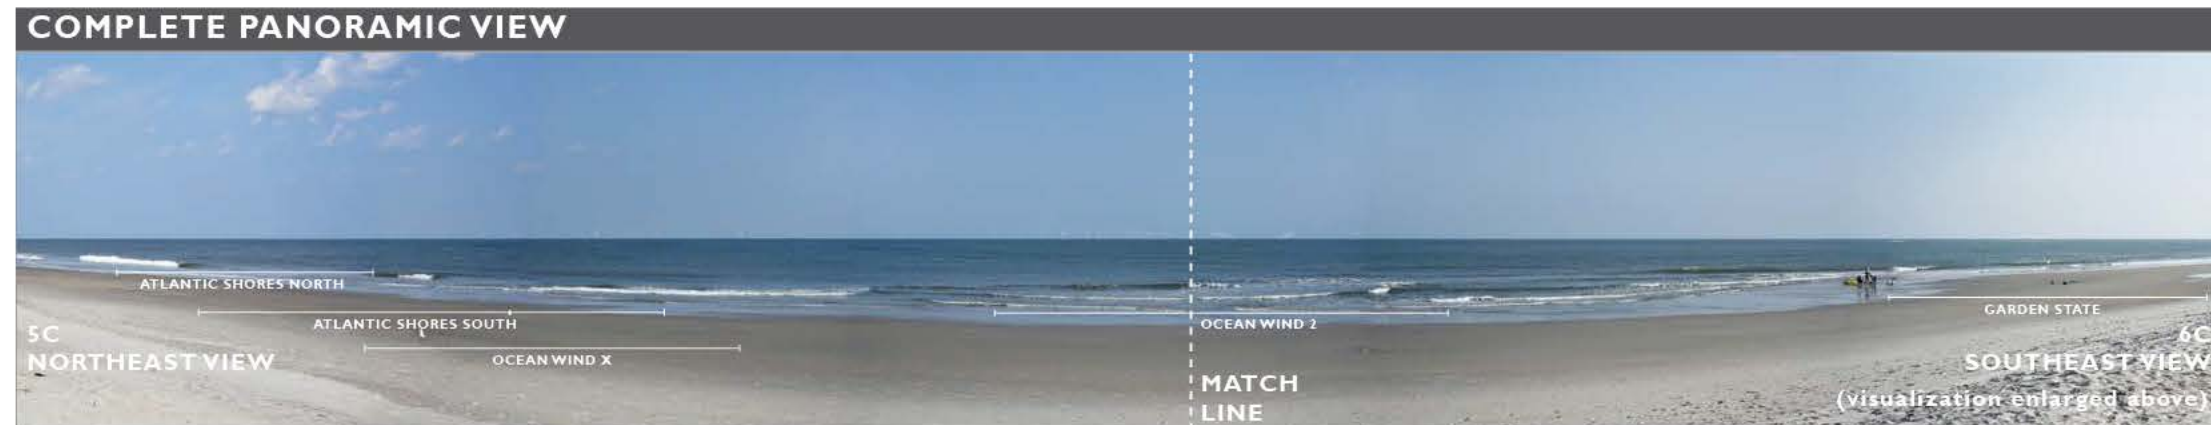 COMPLETE PANORAMIC VIEW
ATLANTIC SHORES NORTH
ATLANTIC SHORES SOUTH
OCEAN WIND X
OCEAN WIND 2
GARDEN STATE
5C
NORTHEAST VIEW
MATCH
LINE
6C
SOUTHEAST VIEW
(visualization enlarged above)